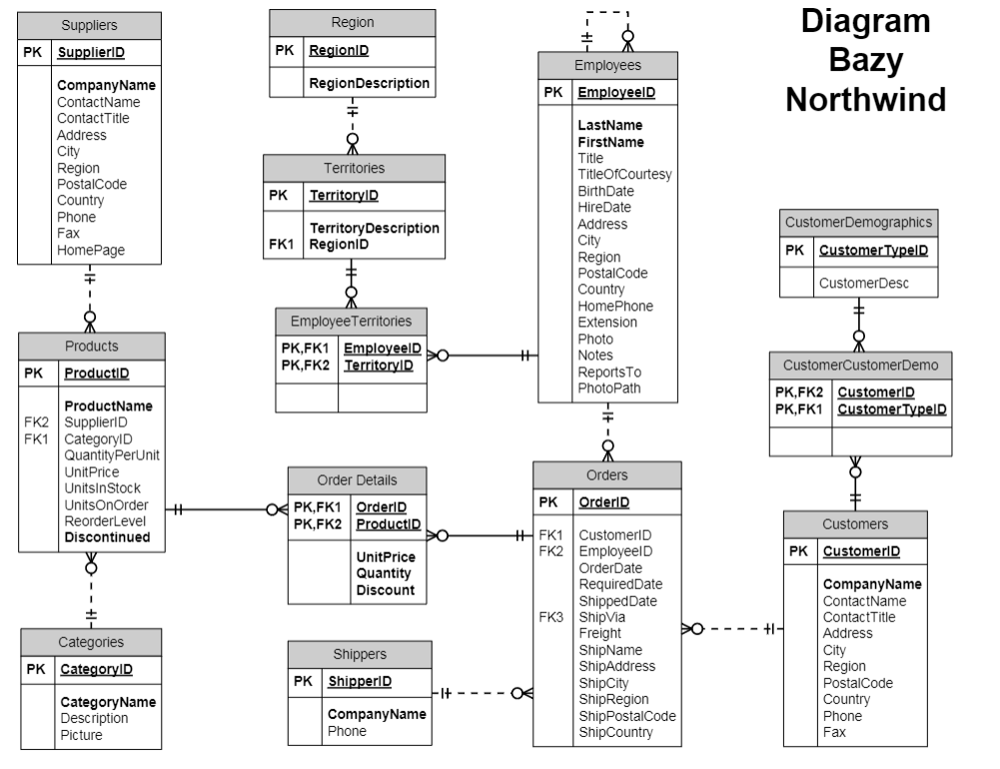 Diagram
Bazy
Northwind
Suppliers
PK SupplierID
CompanyName
ContactName
ContactTitle
Address
City
Region
PostalCode
Country
Phone
Fax
HomePage
Region
PK RegionID
RegionDescription
Territories
PK TerritoryID
TerritoryDescription
FK1 RegionID
EmployeeTerritories
PK,FK1 EmployeeID
PK,FK2 TerritoryID
Employees
PK EmployeeID
LastName
FirstName
Title
TitleOfCourtesy
BirthDate
HireDate
Address
City
Region
PostalCode
Country
HomePhone
Extension
Photo
Notes
ReportsTo
PhotoPath
CustomerDemographics
PK CustomerTypeID
CustomerDesc
CustomerCustomerDemo
PK,FK2 CustomerID
PK,FK1 CustomerTypeID
Products
PK ProductID
ProductName
FK2 SupplierID
FK1 CategoryID
QuantityPerUnit
UnitPrice
UnitsInStock
UnitsOnOrder
ReorderLevel
Discontinued
Order Details
PK,FK1 OrderID
PK,FK2 ProductID
UnitPrice
Quantity
Discount
Orders
PK OrderID
FK1 CustomerID
FK2 EmployeeID
OrderDate
RequiredDate
ShippedDate
FK3 ShipVia
Freight
ShipName
ShipAddress
ShipCity
ShipRegion
ShipPostalCode
ShipCountry
Customers
PK CustomerID
CompanyName
ContactName
ContactTitle
Address
City
Region
PostalCode
Country
Phone
Fax
Categories
PK CategoryID
CategoryName
Description
Picture
Shippers
PK ShipperID
CompanyName
Phone